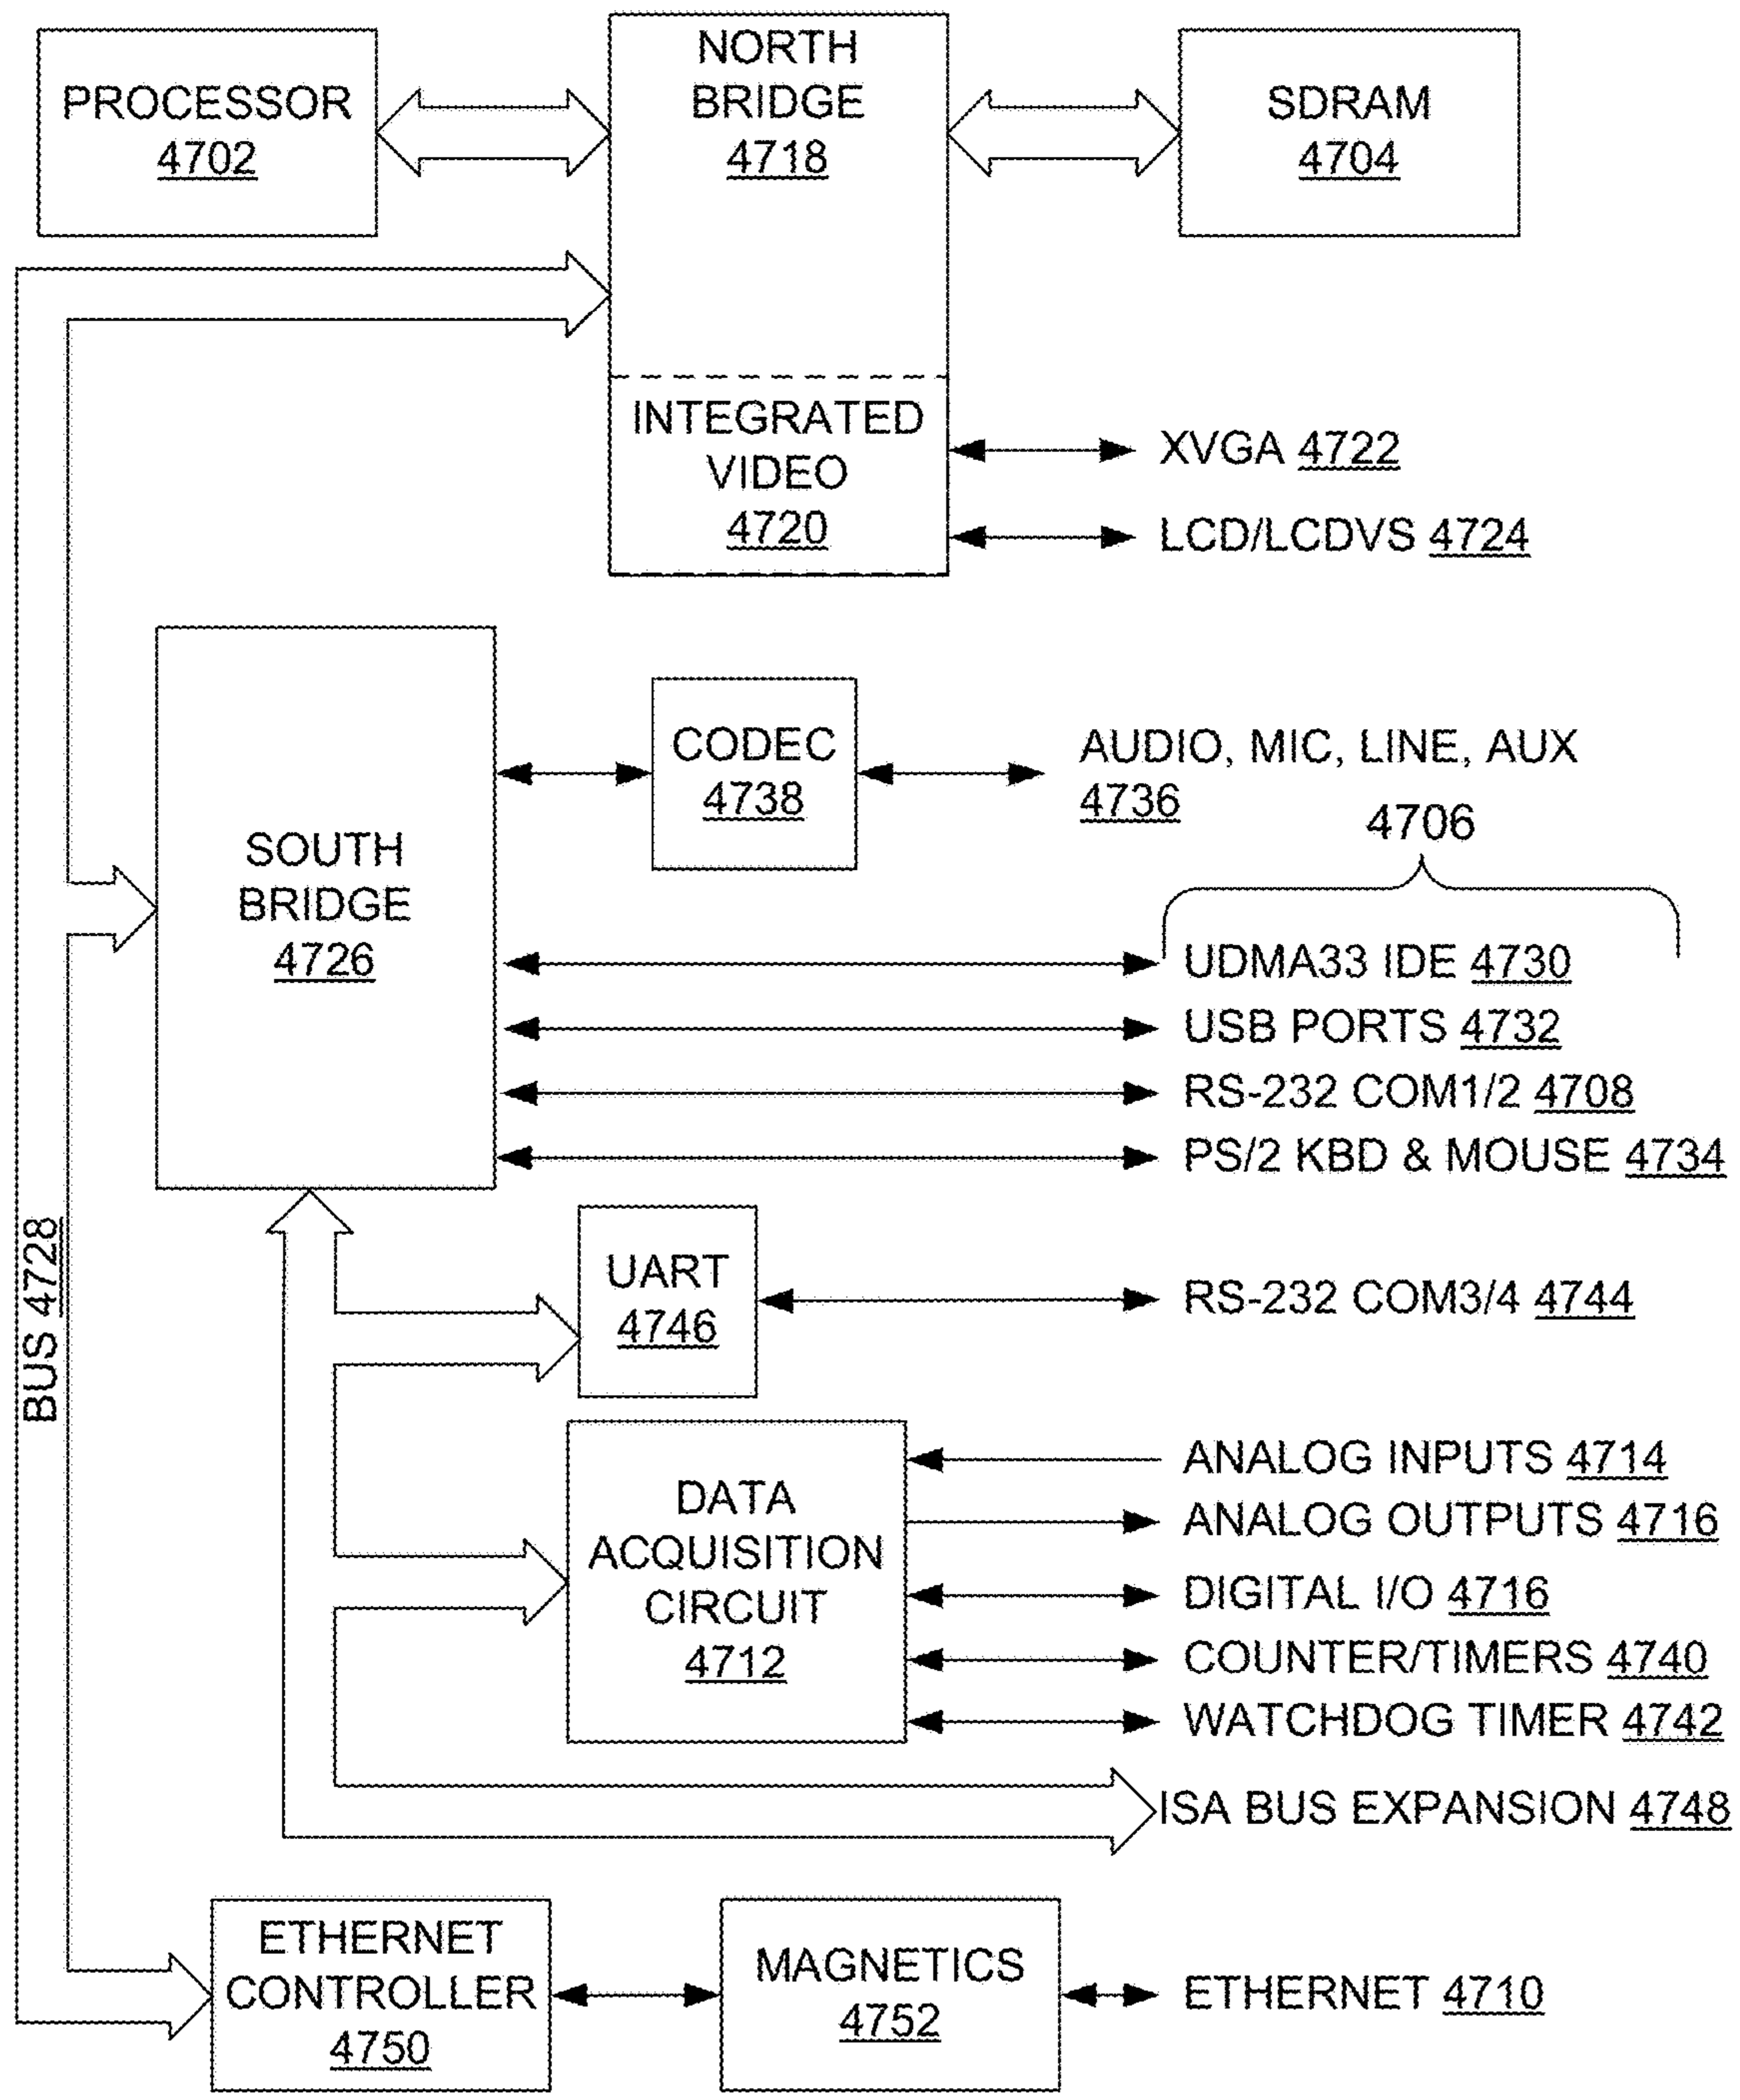 PROCESSOR
4702
NORTH
BRIDGE
4718
SDRAM
4704
INTEGRATED
VIDEO
4720
XVGA 4722
LCD/LCDVS 4724
SOUTH
BRIDGE
4726
CODEC
4738
AUDIO, MIC, LINE, AUX
4736
4706
UDMA33 IDE 4730
USB PORTS 4732
RS-232 COM1/2 4708
PS/2 KBD & MOUSE 4734
BUS 4728
UART
4746
RS-232 COM3/4 4744
DATA
ACQUISITION
CIRCUIT
4712
ANALOG INPUTS 4714
ANALOG OUTPUTS 4716
DIGITAL I/O 4716
COUNTER/TIMERS 4740
WATCHDOG TIMER 4742
ISA BUS EXPANSION 4748
ETHERNET
CONTROLLER
4750
MAGNETICS
4752
ETHERNET 4710